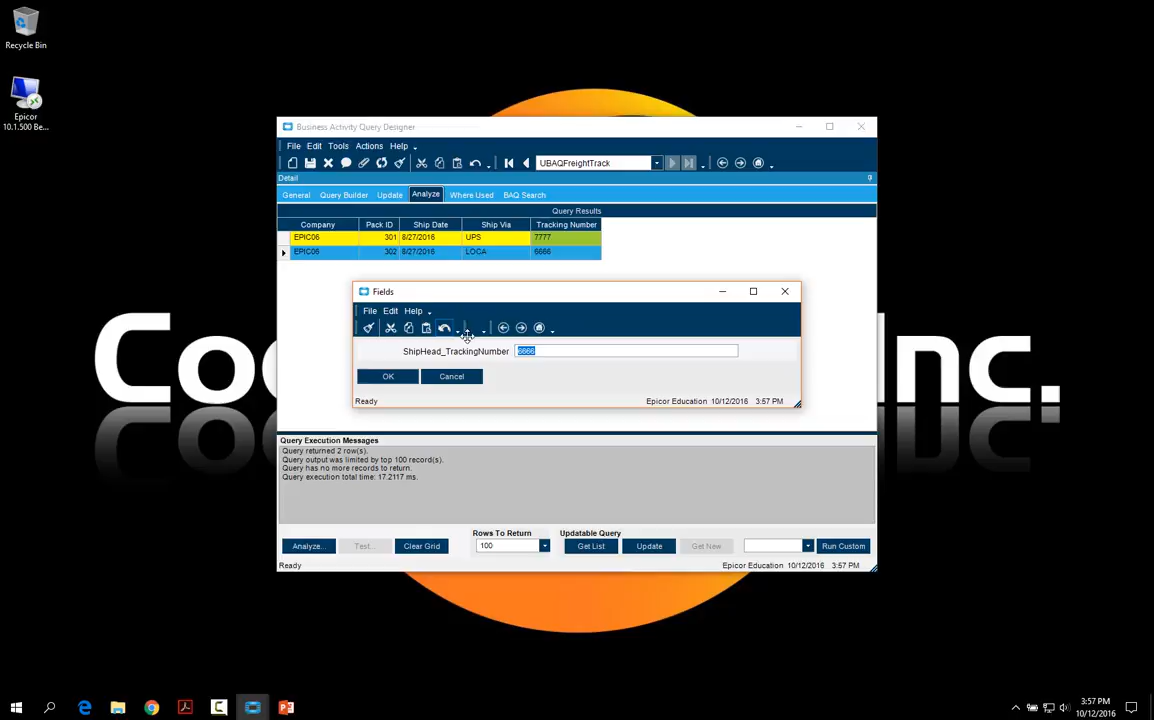 Recycle Bin
Epicor
10.1.500 Be...
Business Activity Query Designer
File Edit Tools Actions Help
UBAQFreightTrack
Detail
General Query Builder Update Analyze Where Used BAQ Search
Query Results
Company Pack ID Ship Date Ship Via Tracking Number
EPIC06 301 8/27/2016 UPS 7777
EPIC06 302 8/27/2016 LOCA 6666
Fields
File Edit Help
ShipHead_TrackingNumber 6666
OK Cancel
Ready Epicor Education 10/12/2016 3:57 PM
Co nc.
Query Execution Messages
Query returned 2 row(s).
Query output was limited by top 100 record(s).
Query has no more records to return.
Query execution total time: 17.2117 ms.
Rows To Return Updatable Query
Analyze... Test... Clear Grid 100 Get List Update Get New Run Custom
Ready Epicor Education 10/12/2016 3:57 PM
3:57 PM
10/12/2016